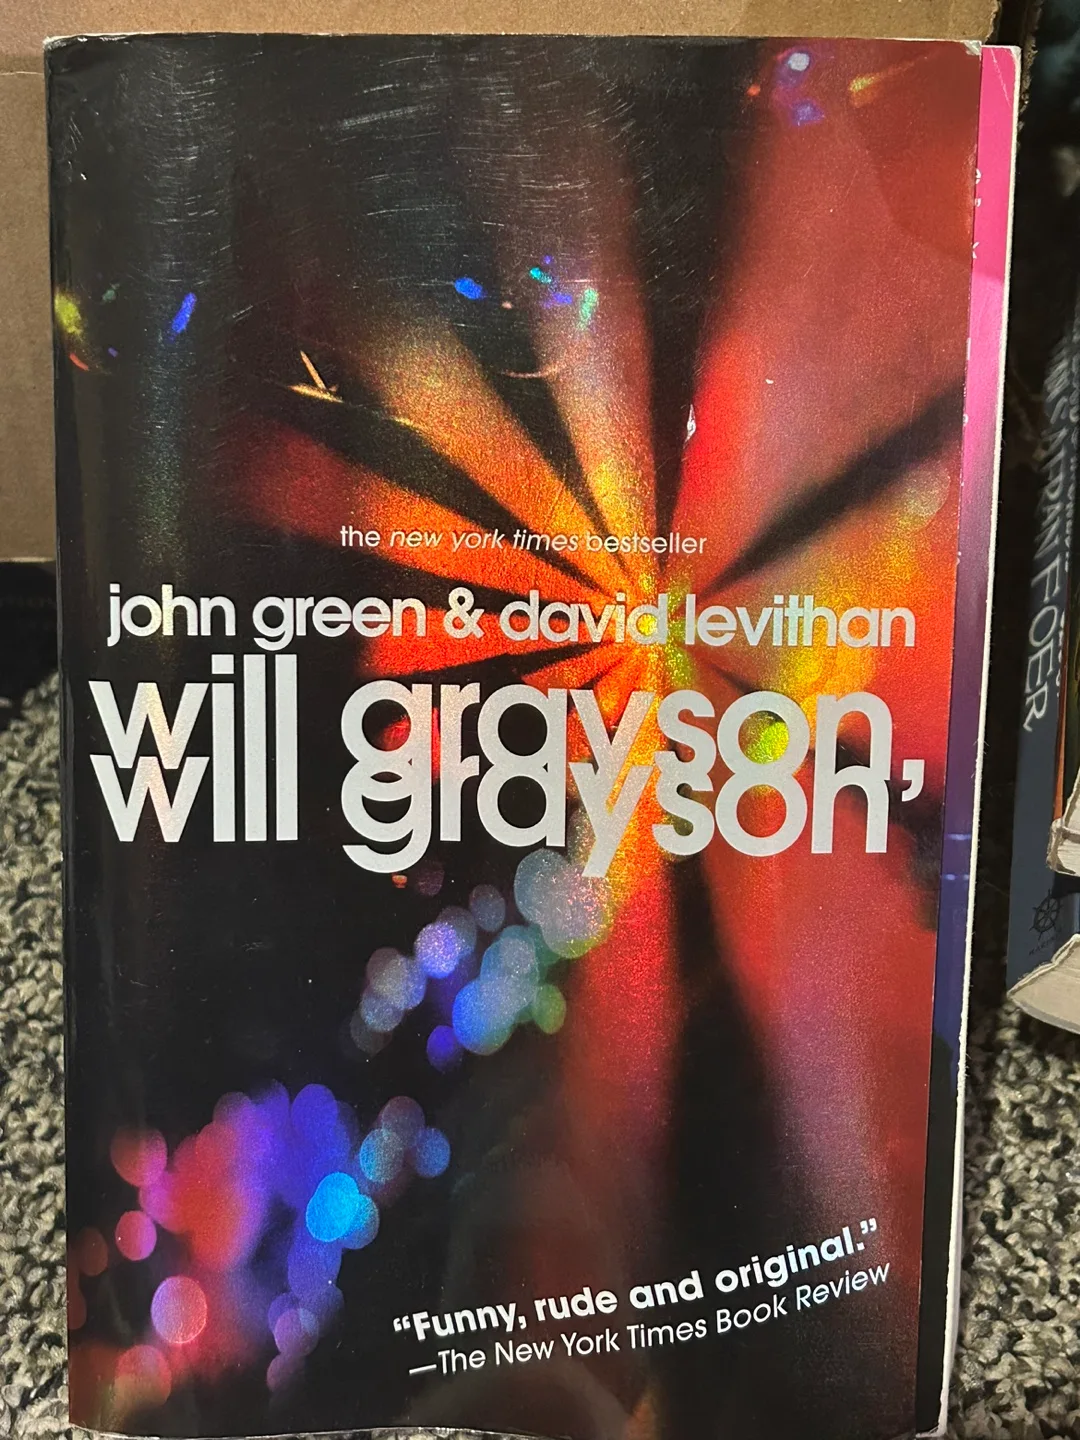 the new york times bestseller
john green & david levithan
will grayson,
will grayson
“Funny, rude and original.”
—The New York Times Book Review
FOER